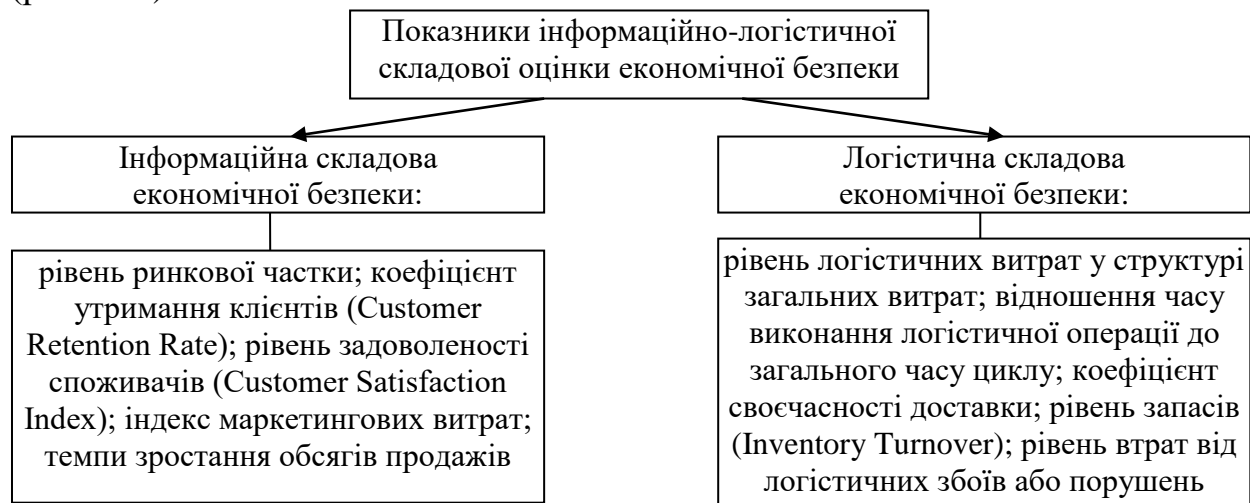 Показники інформаційно-логістичної
складової оцінки економічної безпеки
Інформаційна складова
економічної безпеки:
Логістична складова
економічної безпеки:
рівень ринкової частки; коефіцієнт
утримання клієнтів (Customer
Retention Rate); рівень задоволеності
споживачів (Customer Satisfaction
Index); індекс маркетингових витрат;
темпи зростання обсягів продажів
рівень логістичних витрат у структурі
загальних витрат; відношення часу
виконання логістичної операції до
загального часу циклу; коефіцієнт
своєчасності доставки; рівень запасів
(Inventory Turnover); рівень втрат від
логістичних збоїв або порушень